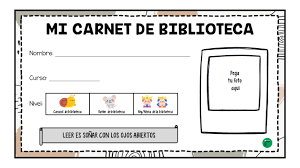 MI CARNET DE BIBLIOTECA
Nombre:
Pega
tu foto
aquí
Curso:
Nivel:
LEER ES SOÑAR CON LOS OJOS ABIERTOS